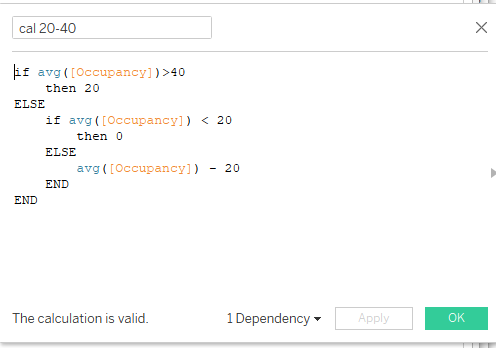 cal 20-40
if avg([Occupancy])>40
then 20
ELSE
if avg([Occupancy]) < 20
then 0
ELSE
avg([Occupancy]) - 20
END
END
The calculation is valid.
1 Dependency
Apply
OK